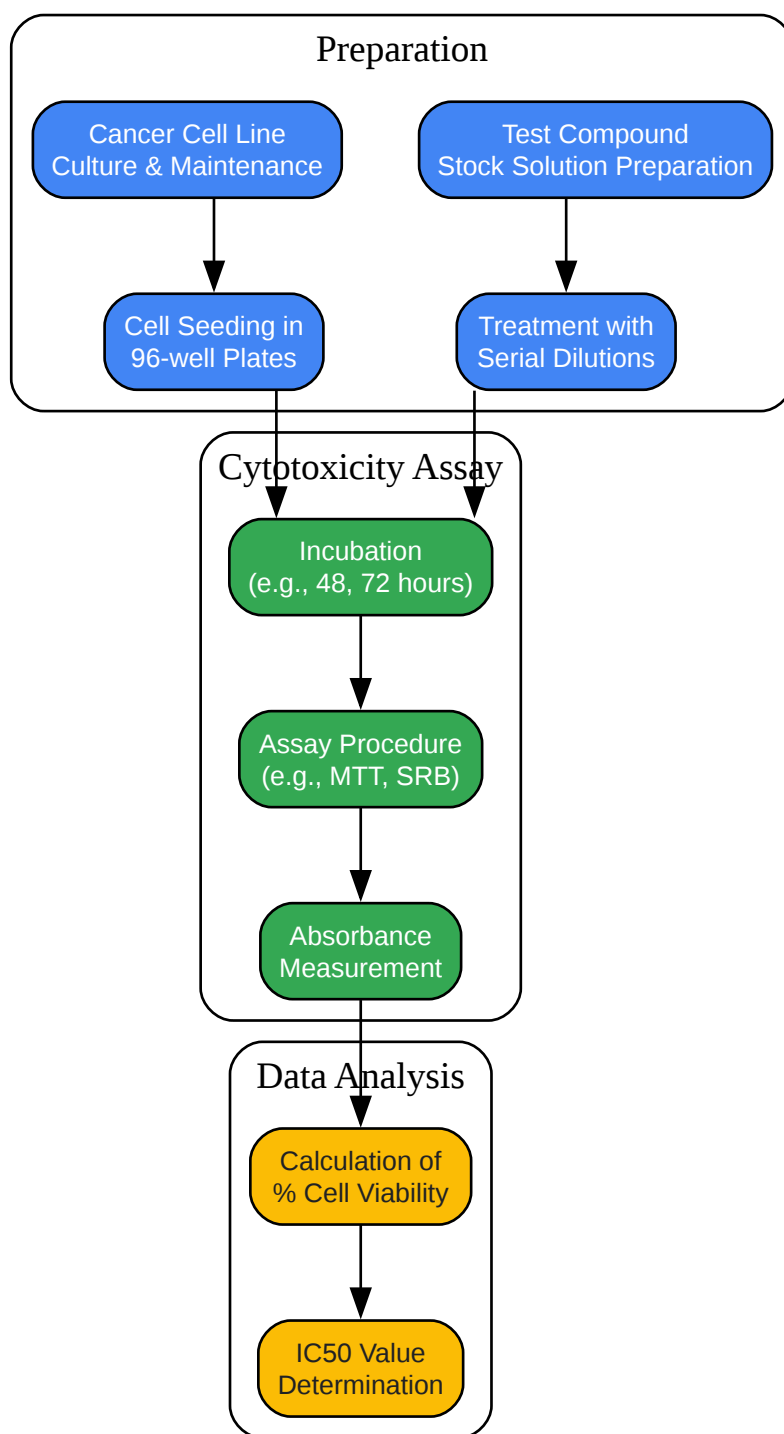 Preparation
Cancer Cell Line
Culture & Maintenance
Test Compound
Stock Solution Preparation
Cell Seeding in
96-well Plates
Treatment with
Serial Dilutions
Cytotoxicity Assay
Incubation
(e.g., 48, 72 hours)
Assay Procedure
(e.g., MTT, SRB)
Absorbance
Measurement
Data Analysis
Calculation of
% Cell Viability
IC50 Value
Determination